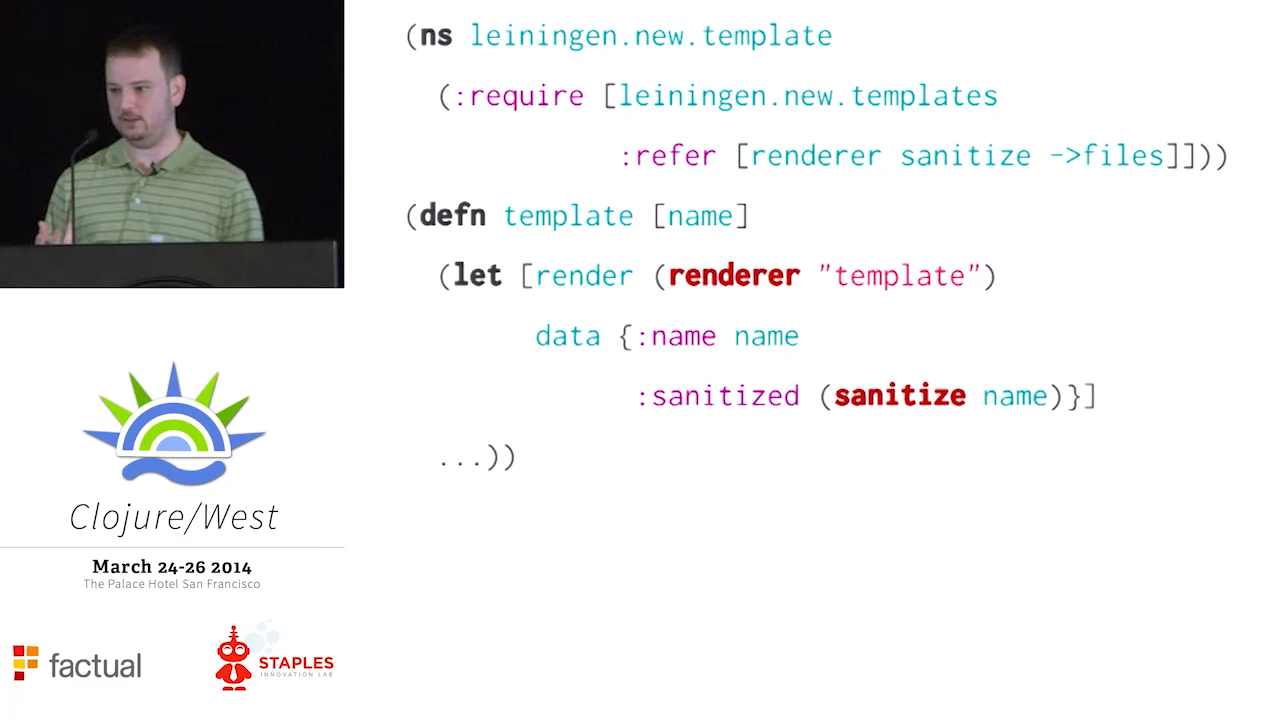 (ns leiningen.new.template
(:require [leiningen.new.templates
:refer [renderer sanitize ->files]]))
(defn template [name]
(let [render (renderer "template")
data {:name name
:sanitized (sanitize name)}]
...))
Clojure/West
March 24-26 2014
The Palace Hotel San Francisco
factual
STAPLES
INNOVATION LAB